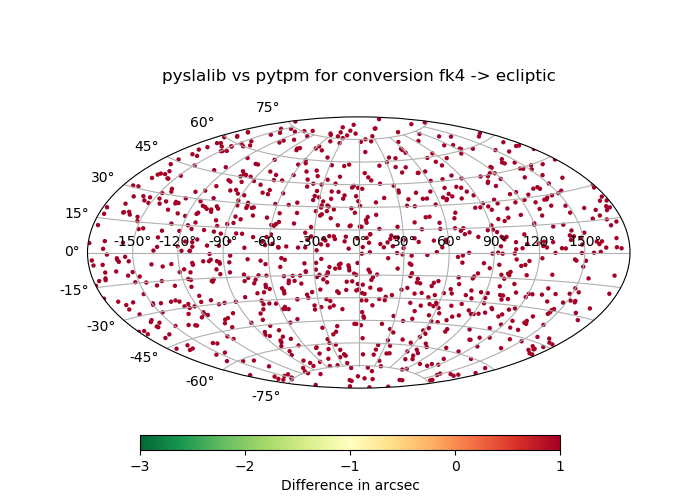 pyslalib vs pytpm for conversion fk4 -> ecliptic
75°
60°
45°
30°
15°
0°
-15°
-30°
-45°
-60°
-75°
-150° -120° -90° -60° -30° 0° 30° 60° 90° 120° 150°
−3 −2 −1 0 1
Difference in arcsec